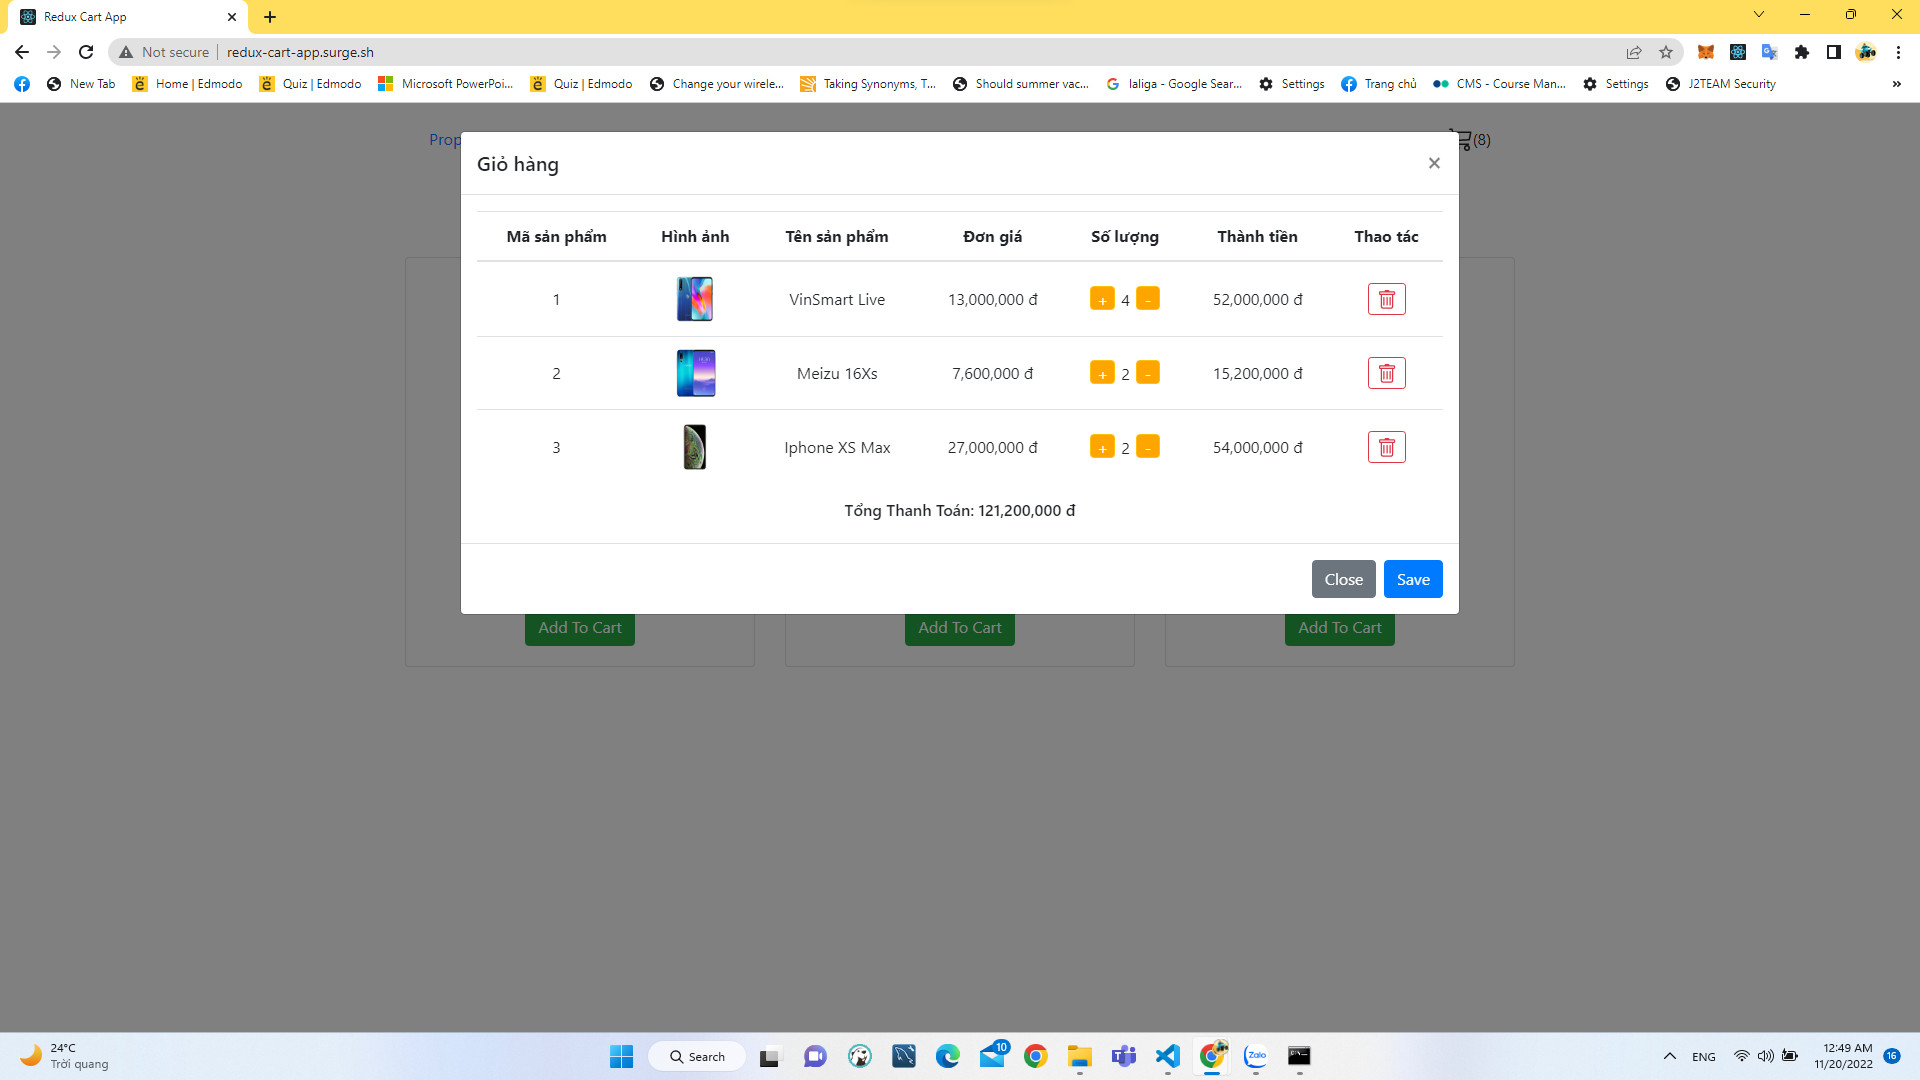 Redux Cart App
Not secure
redux-cart-app.surge.sh
New Tab
Home | Edmodo
Quiz | Edmodo
Microsoft PowerPoi...
Quiz | Edmodo
Change your wirele...
Taking Synonyms, T...
Should summer vac...
laliga - Google Sear...
Settings
Trang chủ
CMS - Course Man...
Settings
J2TEAM Security
»
Prop
(8)
Giỏ hàng
×
Mã sản phẩm Hình ảnh Tên sản phẩm Đơn giá Số lượng Thành tiền Thao tác
1 VinSmart Live 13,000,000 đ + 4 - 52,000,000 đ
2 Meizu 16Xs 7,600,000 đ + 2 - 15,200,000 đ
3 Iphone XS Max 27,000,000 đ + 2 - 54,000,000 đ
Tổng Thanh Toán: 121,200,000 đ
Close Save
Add To Cart Add To Cart Add To Cart
24°C
Trời quang
Search
10
Zalo
ENG
12:49 AM
11/20/2022
16